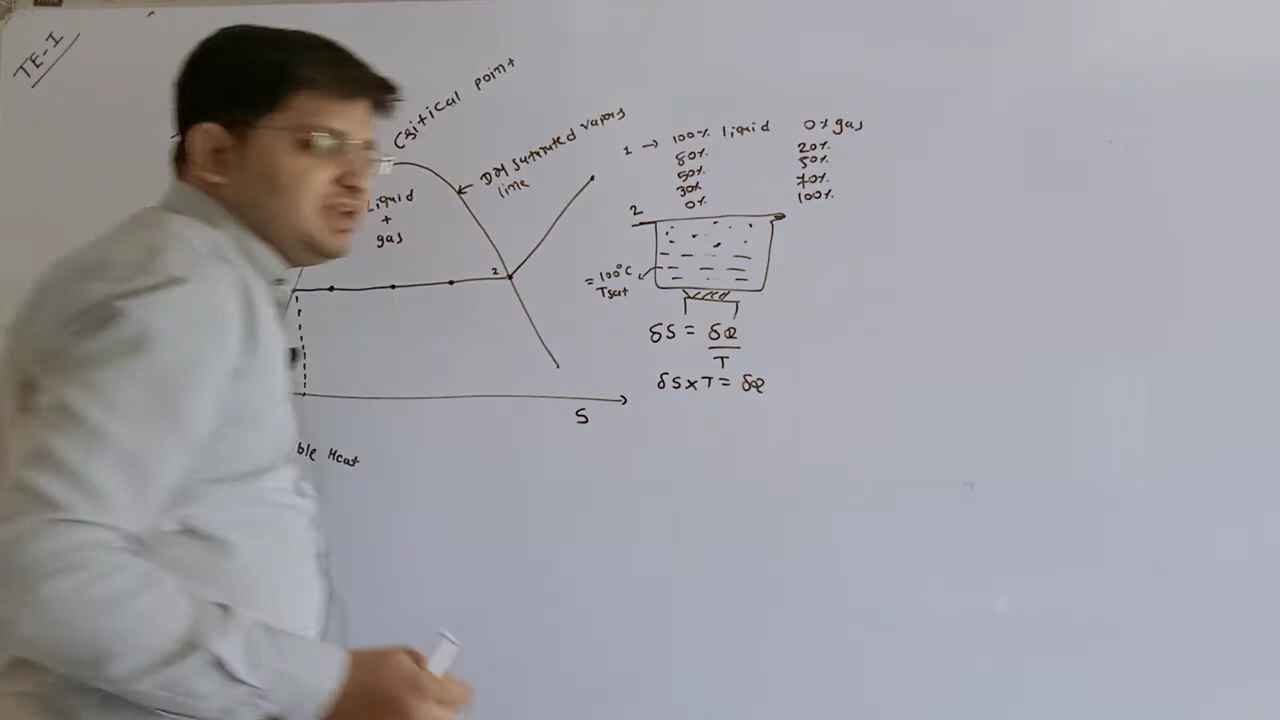 TE-I
Critical point
Dry saturated vapors
line
Liquid
+
gas
2
S
ble Heat
1 → 100% liquid 0% gas
80% 20%
50% 50%
30% 70%
0% 100%
2
= 100°C
Tsat
δS = δQ
T
δS×T = δQ